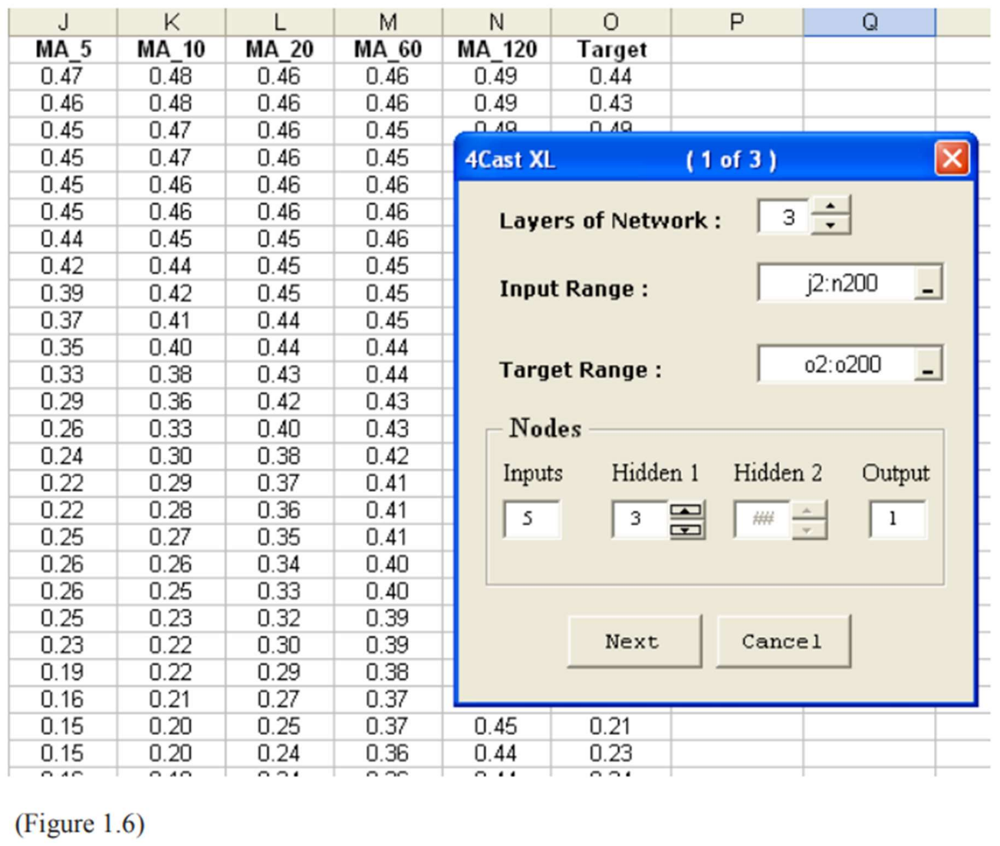 J K L M N O P Q
MA_5 MA_10 MA_20 MA_60 MA_120 Target
0.47 0.48 0.46 0.46 0.49 0.44
0.46 0.48 0.46 0.46 0.49 0.43
0.45 0.47 0.46 0.45 0.49 0.49
0.45 0.47 0.46 0.45
0.45 0.46 0.46 0.46
0.45 0.46 0.46 0.46
0.44 0.45 0.45 0.46
0.42 0.44 0.45 0.45
0.39 0.42 0.45 0.45
0.37 0.41 0.44 0.45
0.35 0.40 0.44 0.44
0.33 0.38 0.43 0.44
0.29 0.36 0.42 0.43
0.26 0.33 0.40 0.43
0.24 0.30 0.38 0.42
0.22 0.29 0.37 0.41
0.22 0.28 0.36 0.41
0.25 0.27 0.35 0.41
0.26 0.26 0.34 0.40
0.26 0.25 0.33 0.40
0.25 0.23 0.32 0.39
0.23 0.22 0.30 0.39
0.19 0.22 0.29 0.38
0.16 0.21 0.27 0.37
0.15 0.20 0.25 0.37 0.45 0.21
0.15 0.20 0.24 0.36 0.44 0.23
4Cast XL ( 1 of 3 )
Layers of Network : 3
Input Range : j2:n200
Target Range : o2:o200
Nodes
Inputs Hidden 1 Hidden 2 Output
5 3 ## 1
Next Cancel
(Figure 1.6)